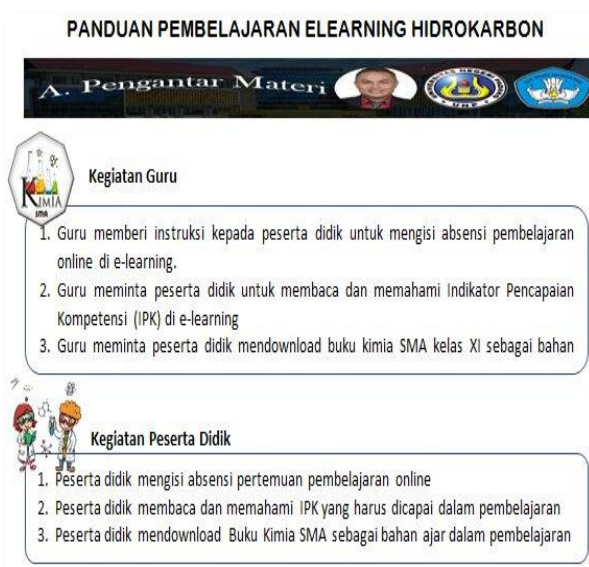 PANDUAN PEMBELAJARAN ELEARNING HIDROKARBON
A. Pengantar Materi
UNP
KIMIA
SMA
Kegiatan Guru
1. Guru memberi instruksi kepada peserta didik untuk mengisi absensi pembelajaran
online di e-learning.
2. Guru meminta peserta didik untuk membaca dan memahami Indikator Pencapaian
Kompetensi (IPK) di e-learning
3. Guru meminta peserta didik mendownload buku kimia SMA kelas XI sebagai bahan
Kegiatan Peserta Didik
1. Peserta didik mengisi absensi pertemuan pembelajaran online
2. Peserta didik membaca dan memahami IPK yang harus dicapai dalam pembelajaran
3. Peserta didik mendownload Buku Kimia SMA sebagai bahan ajar dalam pembelajaran